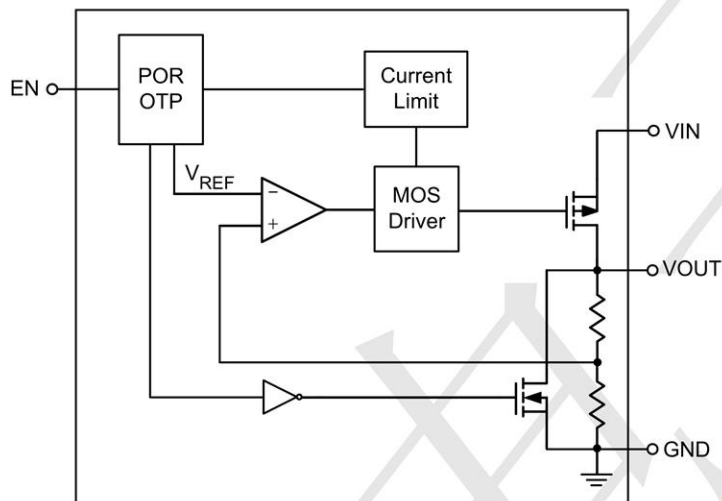 EN
POR
OTP
Current
Limit
VIN
VREF
−
+
MOS
Driver
VOUT
GND